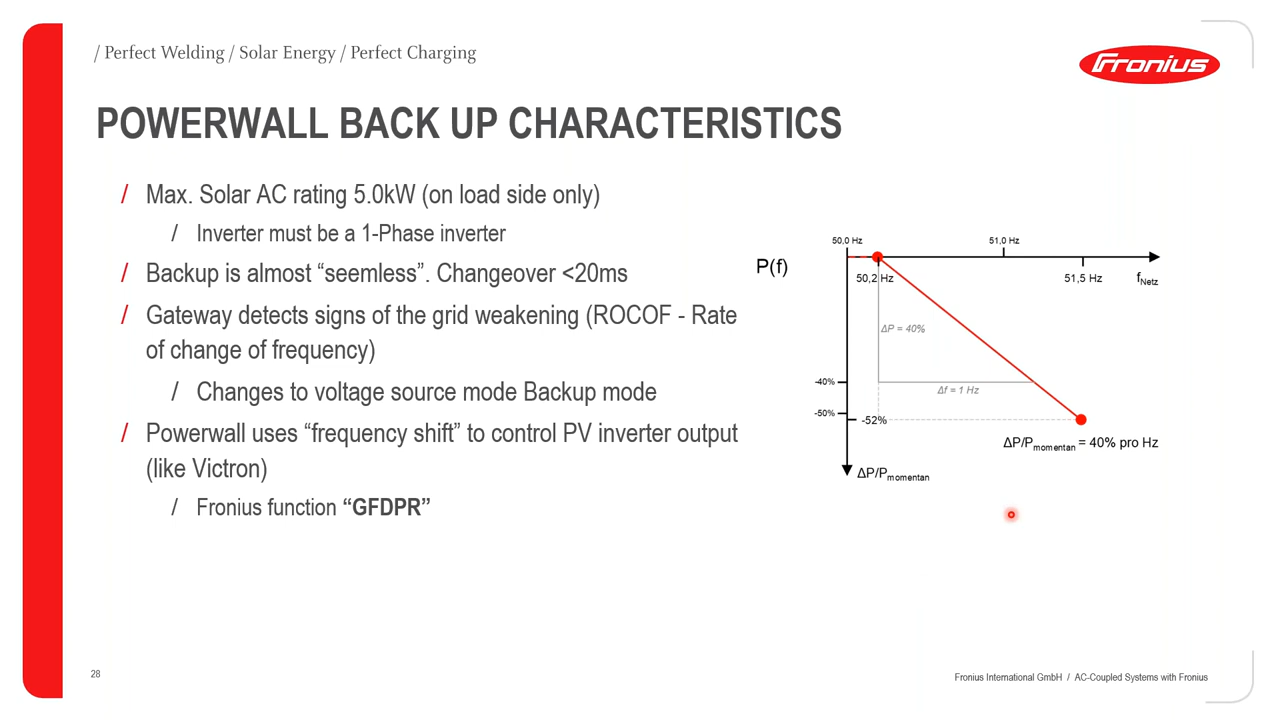 / Perfect Welding / Solar Energy / Perfect Charging
Fronius
POWERWALL BACK UP CHARACTERISTICS
/ Max. Solar AC rating 5.0kW (on load side only)
/ Inverter must be a 1-Phase inverter
/ Backup is almost “seemless”. Changeover <20ms
/ Gateway detects signs of the grid weakening (ROCOF - Rate
of change of frequency)
/ Changes to voltage source mode Backup mode
/ Powerwall uses “frequency shift” to control PV inverter output
(like Victron)
/ Fronius function “GFDPR”
50,0 Hz
51,0 Hz
P(f)
50,2 Hz
51,5 Hz
fNetz
ΔP = 40%
-40%
Δf = 1 Hz
-50%
-52%
ΔP/Pmomentan = 40% pro Hz
ΔP/Pmomentan
28
Fronius International GmbH / AC-Coupled Systems with Fronius